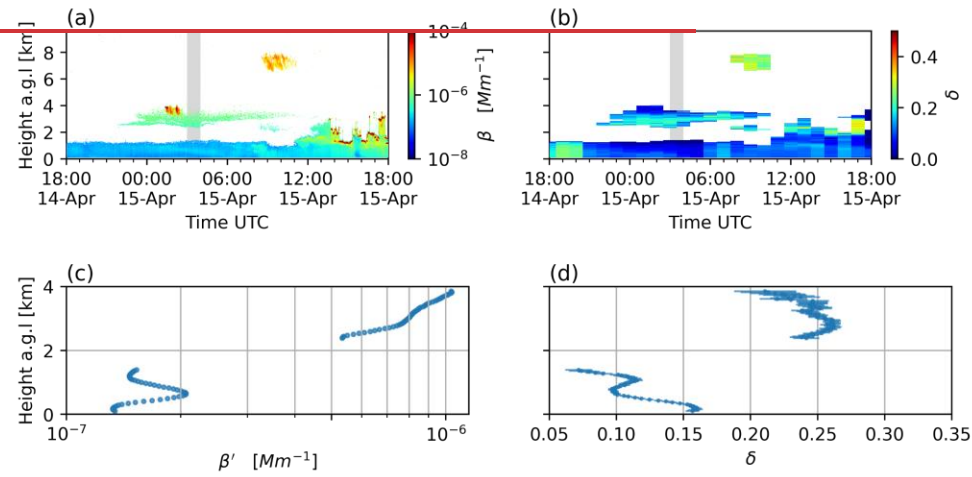 (a)
(b)
Height a.g.l [km]
8
6
4
2
0
18:00 00:00 06:00 12:00 18:00
14-Apr 15-Apr 15-Apr 15-Apr 15-Apr
Time UTC
10⁻⁴
10⁻⁶
10⁻⁸
β [Mm⁻¹]
18:00 00:00 06:00 12:00 18:00
14-Apr 15-Apr 15-Apr 15-Apr 15-Apr
Time UTC
0.4
0.2
0.0
δ
(c)
Height a.g.l [km]
4
2
0
10⁻⁷ 10⁻⁶
β′ [Mm⁻¹]
(d)
0.05 0.10 0.15 0.20 0.25 0.30 0.35
δ